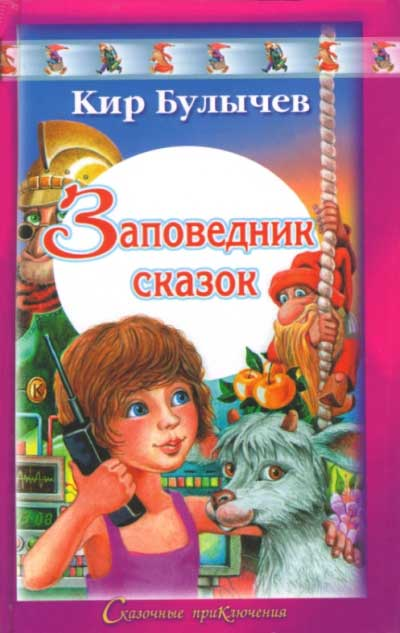 Кир Булычев
Заповедник
сказок
Сказочные приключения